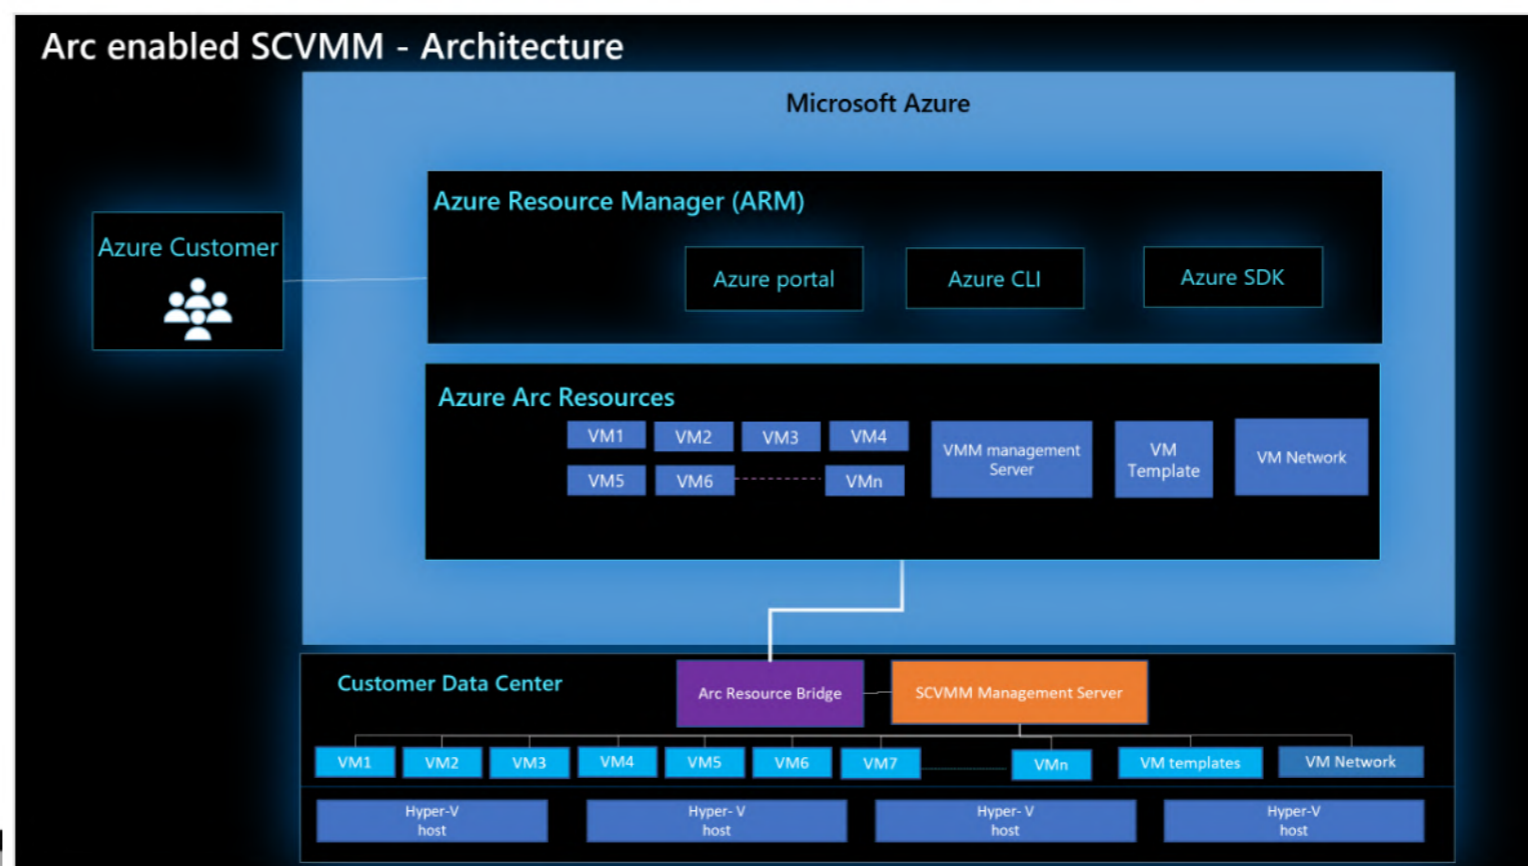 Arc enabled SCVMM - Architecture
Microsoft Azure
Azure Resource Manager (ARM)
Azure Customer
Azure portal
Azure CLI
Azure SDK
Azure Arc Resources
VM1
VM2
VM3
VM4
VM5
VM6
VMn
VMM management
Server
VM
Template
VM Network
Customer Data Center
Arc Resource Bridge
SCVMM Management Server
VM1
VM2
VM3
VM4
VM5
VM6
VM7
VMn
VM templates
VM Network
Hyper-V
host
Hyper- V
host
Hyper- V
host
Hyper-V
host